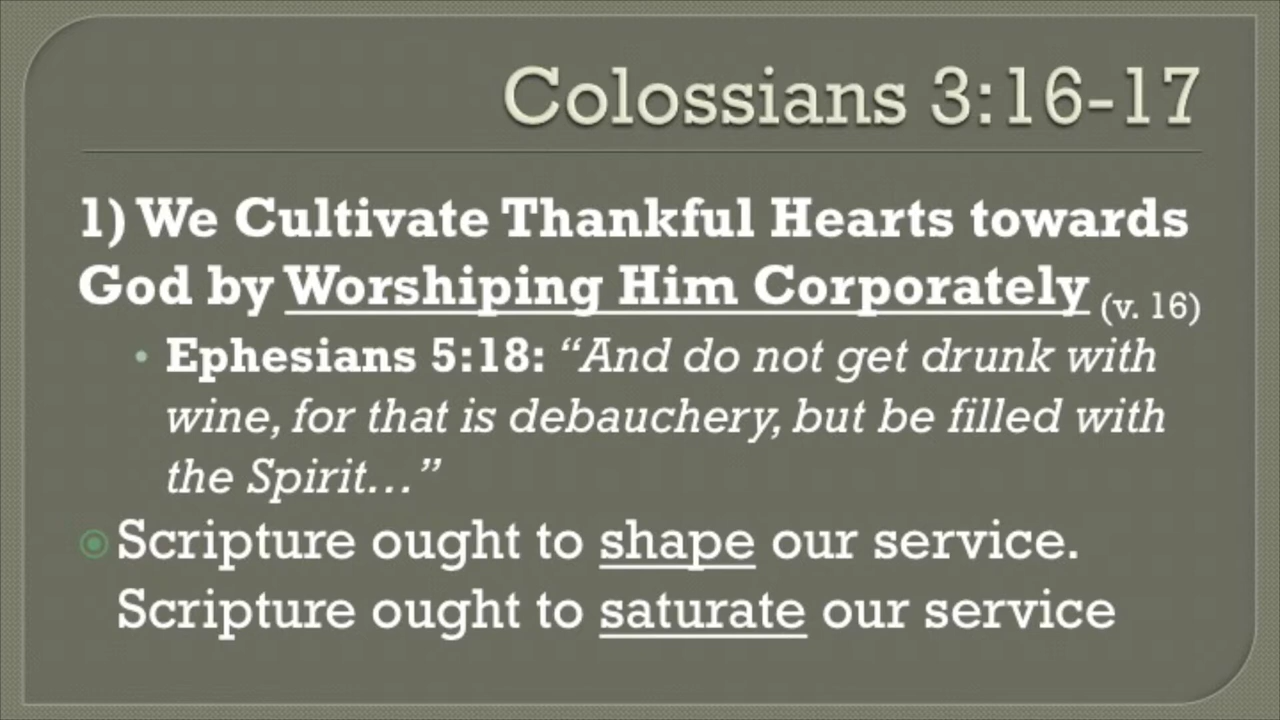 Colossians 3:16-17
1) We Cultivate Thankful Hearts towards
God by Worshiping Him Corporately (v. 16)
• Ephesians 5:18: “And do not get drunk with
wine, for that is debauchery, but be filled with
the Spirit…”
Scripture ought to shape our service.
Scripture ought to saturate our service